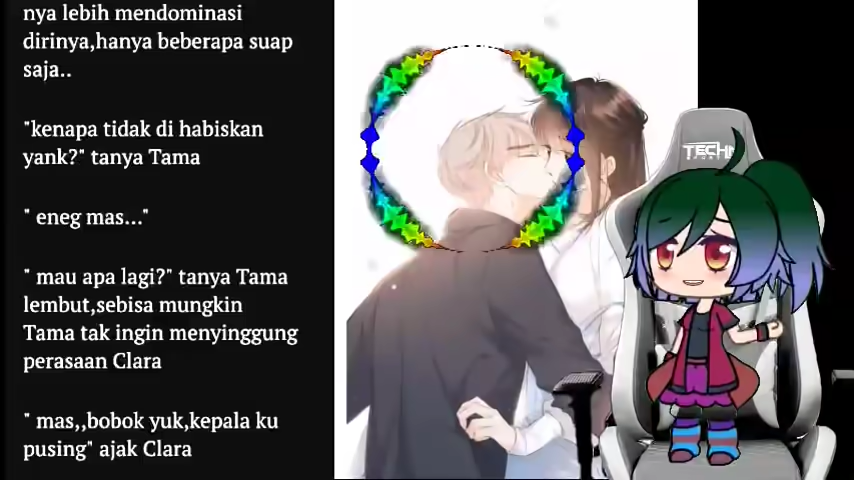 nya lebih mendominasi
dirinya,hanya beberapa suap
saja..
"kenapa tidak di habiskan
yank?" tanya Tama
" eneg mas..."
" mau apa lagi?" tanya Tama
lembut,sebisa mungkin
Tama tak ingin menyinggung
perasaan Clara
" mas,,bobok yuk,kepala ku
pusing" ajak Clara